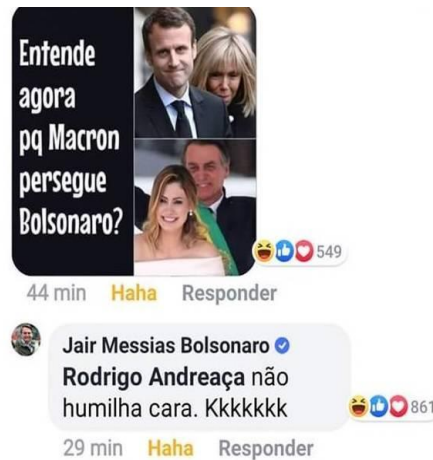 Entende
agora
pq Macron
persegue
Bolsonaro?
549
44 min Haha Responder
Jair Messias Bolsonaro
Rodrigo Andreaça não
humilha cara. Kkkkkkk
861
29 min Haha Responder